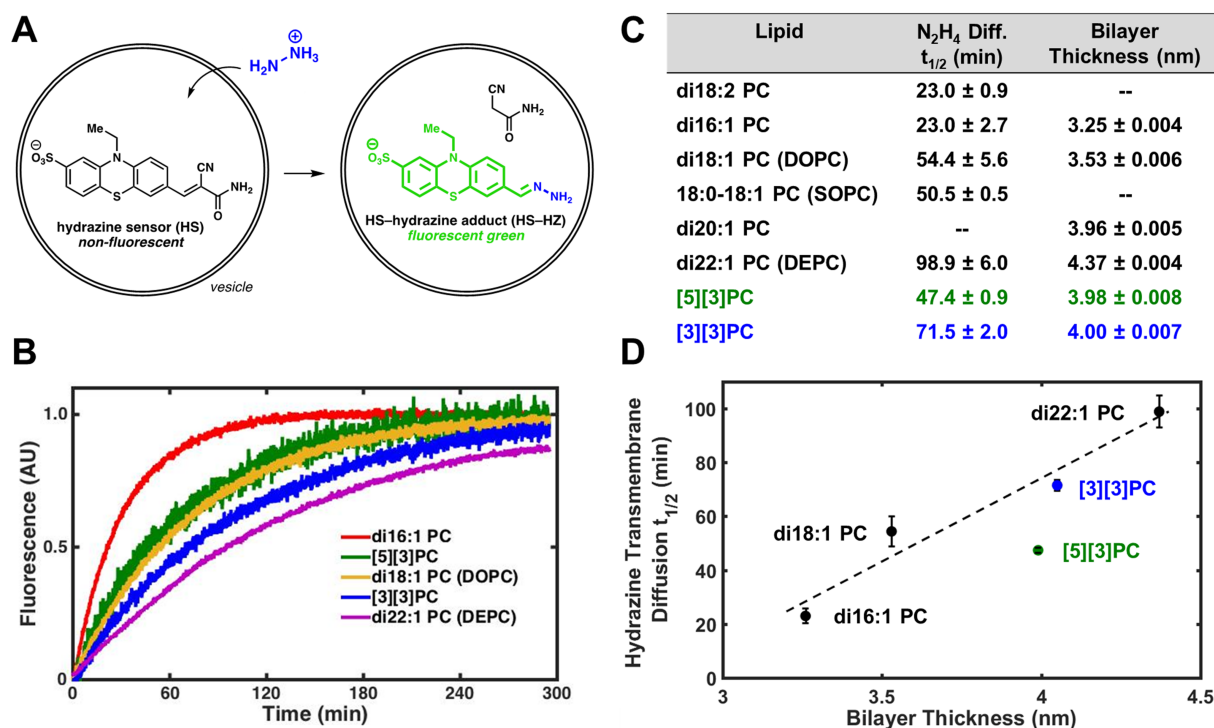 A
H₂N
⊕
NH₃
Me
N
CN
⊖
O₃S
S
NH₂
O
hydrazine sensor (HS)
non-fluorescent
vesicle
CN
NH₂
O
Me
N
⊖
O₃S
S
N
NH₂
HS–hydrazine adduct (HS–HZ)
fluorescent green
B
Fluorescence (AU)
1.0
0.5
0
0 60 120 180 240 300
Time (min)
di16:1 PC
[5][3]PC
di18:1 PC (DOPC)
[3][3]PC
di22:1 PC (DEPC)
C
Lipid N₂H₄ Diff. t₁/₂ (min) Bilayer Thickness (nm)
di18:2 PC 23.0 ± 0.9 --
di16:1 PC 23.0 ± 2.7 3.25 ± 0.004
di18:1 PC (DOPC) 54.4 ± 5.6 3.53 ± 0.006
18:0-18:1 PC (SOPC) 50.5 ± 0.5 --
di20:1 PC -- 3.96 ± 0.005
di22:1 PC (DEPC) 98.9 ± 6.0 4.37 ± 0.004
[5][3]PC 47.4 ± 0.9 3.98 ± 0.008
[3][3]PC 71.5 ± 2.0 4.00 ± 0.007
D
Hydrazine Transmembrane
Diffusion t₁/₂ (min)
100
80
60
40
20
0
3 3.5 4 4.5
Bilayer Thickness (nm)
di22:1 PC
[3][3]PC
di18:1 PC
[5][3]PC
di16:1 PC